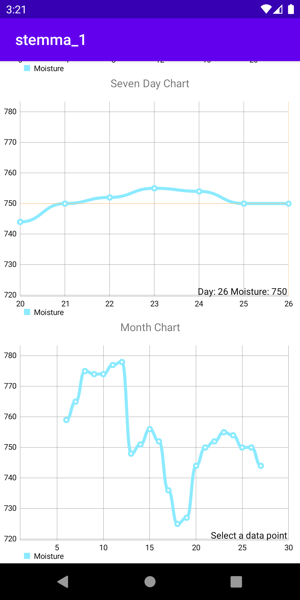 3:21
stemma_1
Moisture
Seven Day Chart
780
770
760
750
740
730
720
Day: 26 Moisture: 750
20 21 22 23 24 25 26
Moisture
Month Chart
780
770
760
750
740
730
720
Select a data point
5 10 15 20 25 30
Moisture